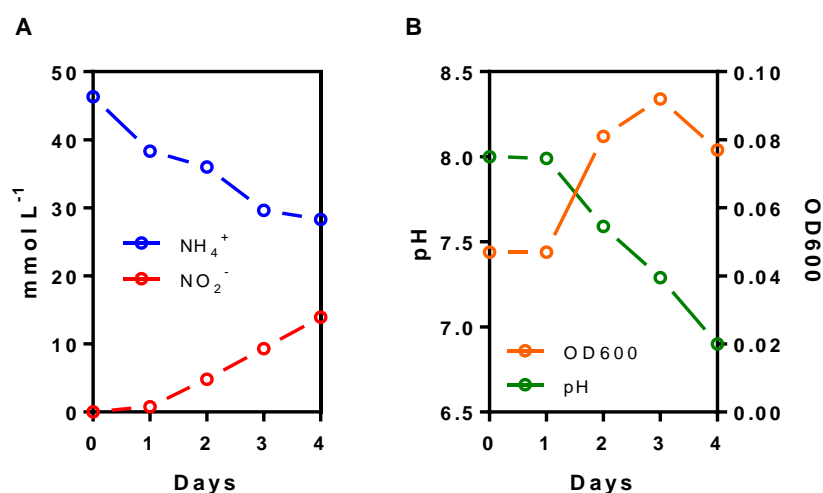 A
mmol L⁻¹
50
40
30
20
10
0
NH₄⁺
NO₂⁻
0 1 2 3 4
Days
B
pH
8.5
8.0
7.5
7.0
6.5
OD600
pH
0 1 2 3 4
Days
0.10
0.08
0.06
0.04
0.02
0.00
OD600